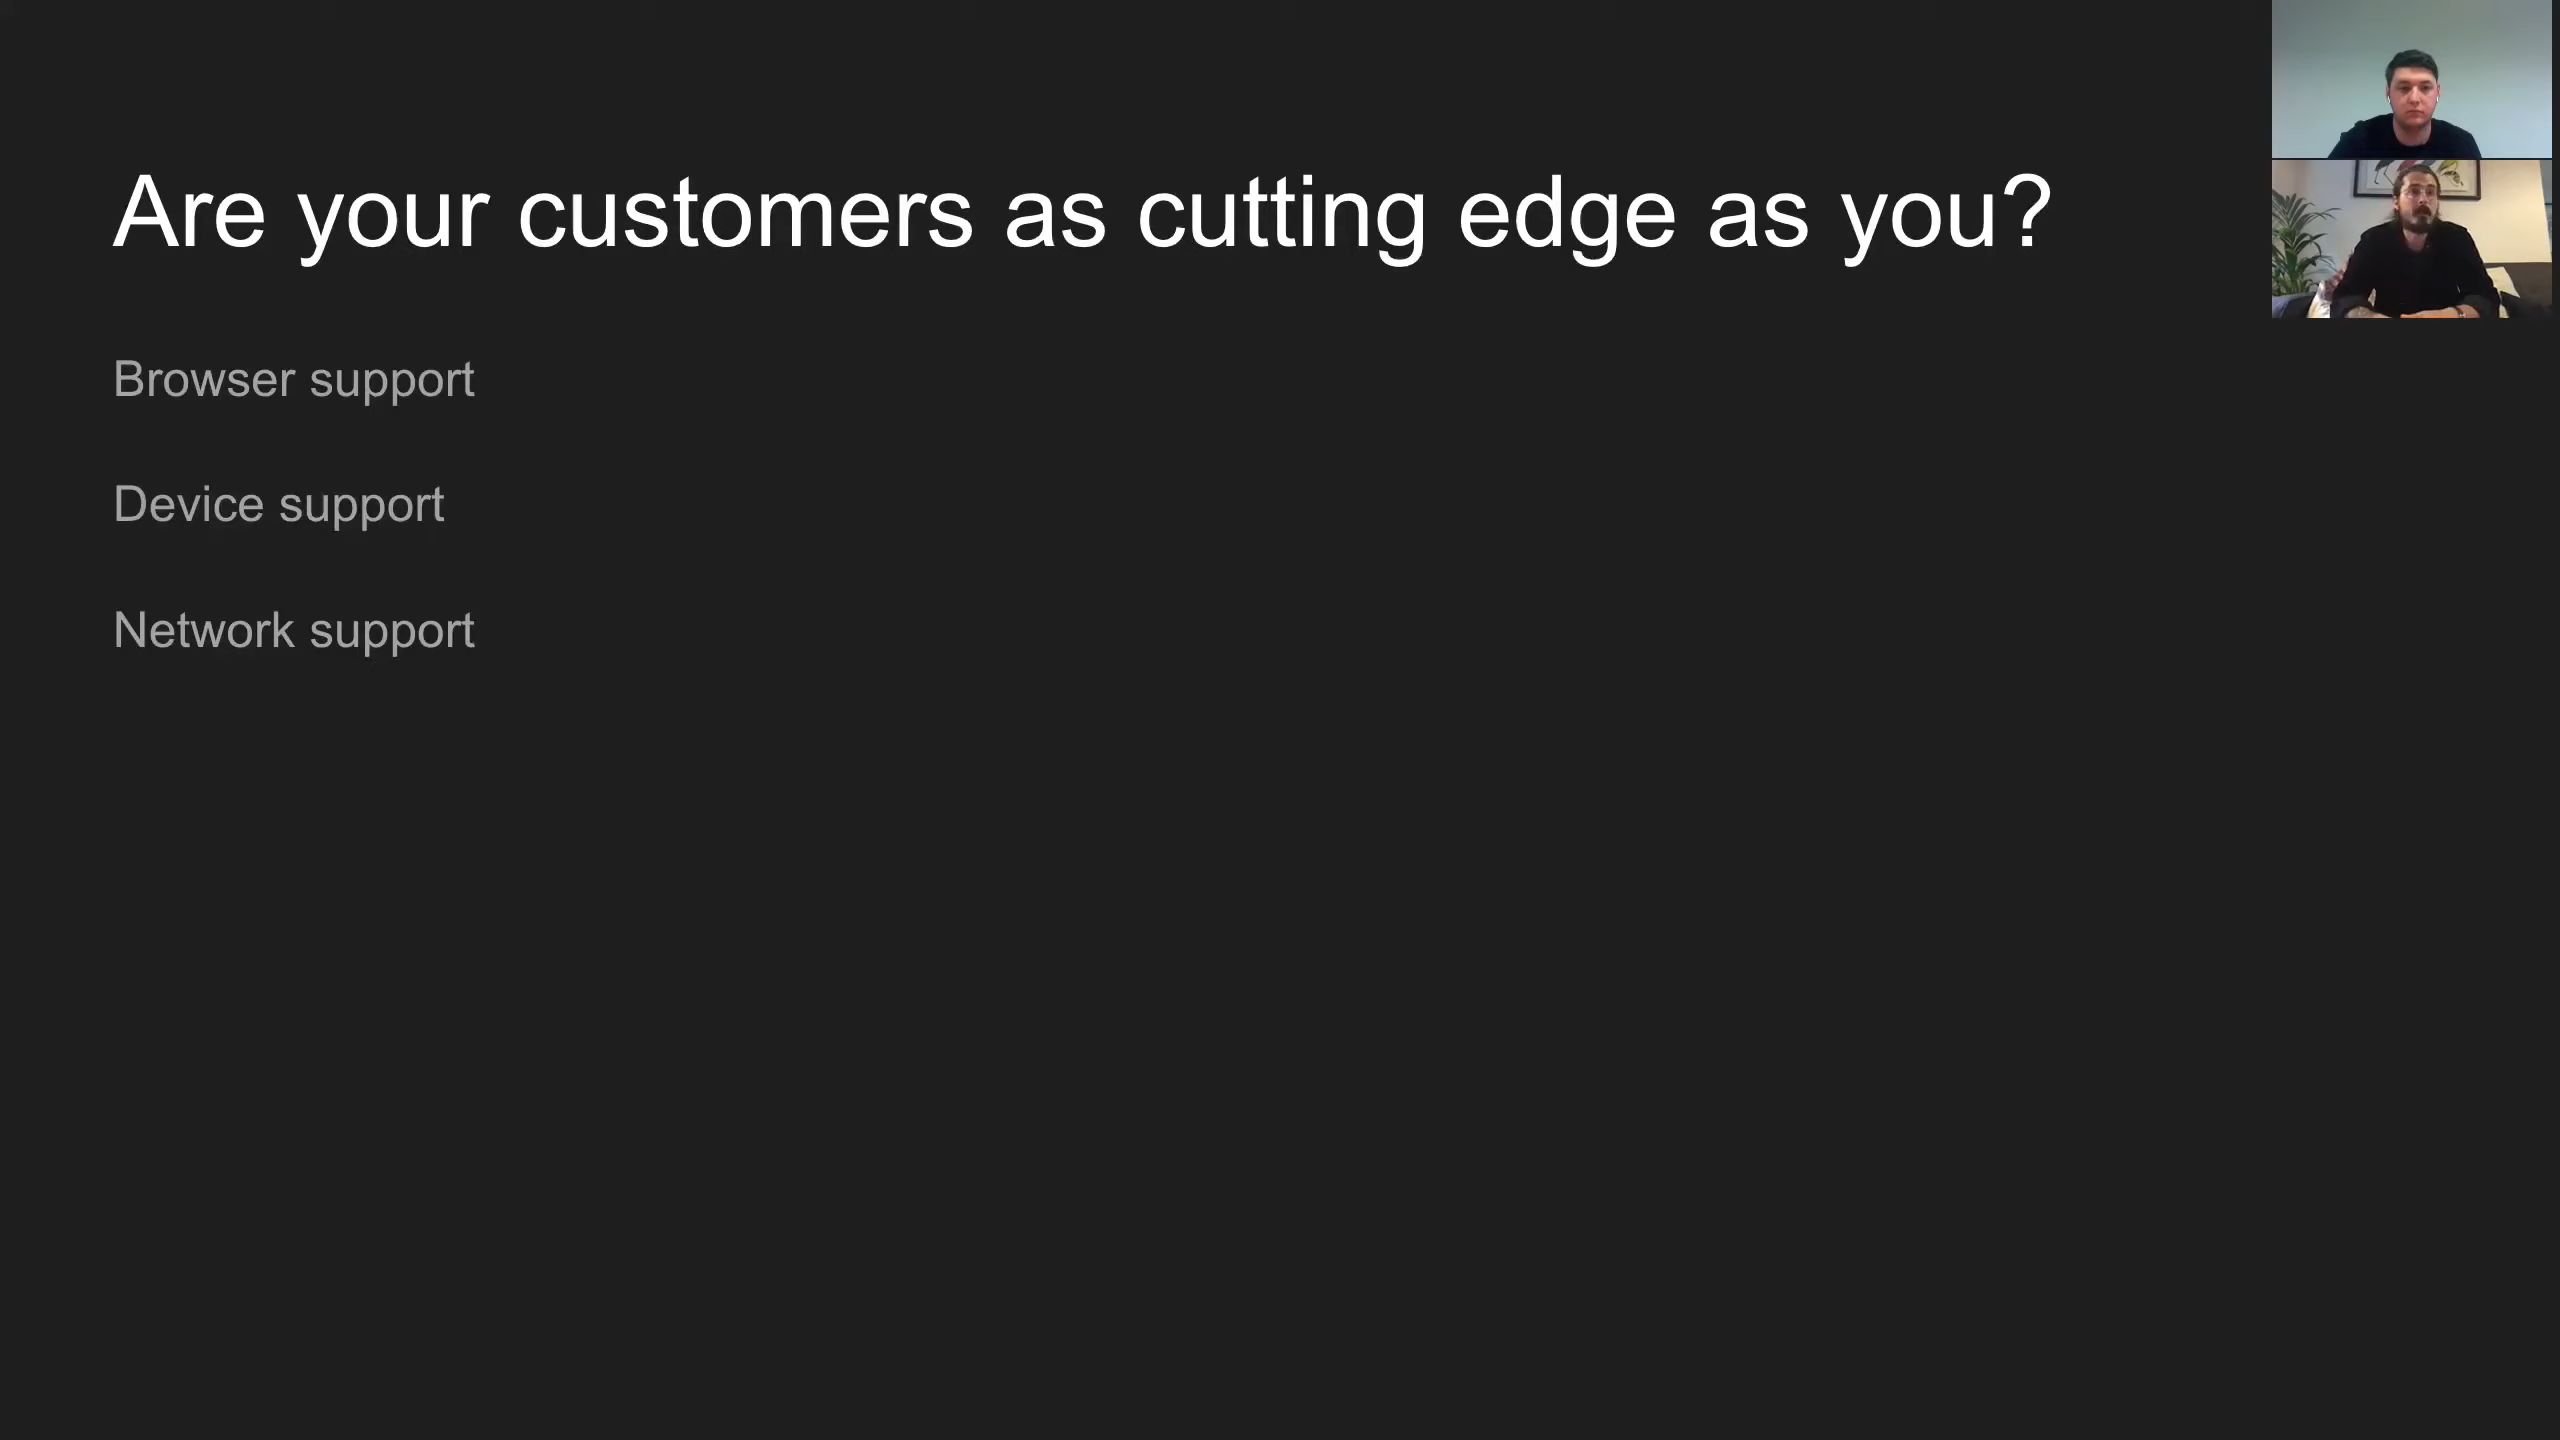 Are your customers as cutting edge as you?
Browser support
Device support
Network support